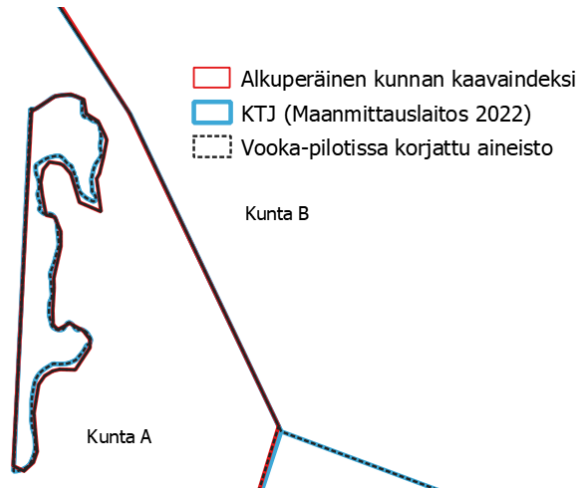 Alkuperäinen kunnan kaavaindeksi
KTJ (Maanmittauslaitos 2022)
Vooka-pilotissa korjattu aineisto
Kunta B
Kunta A